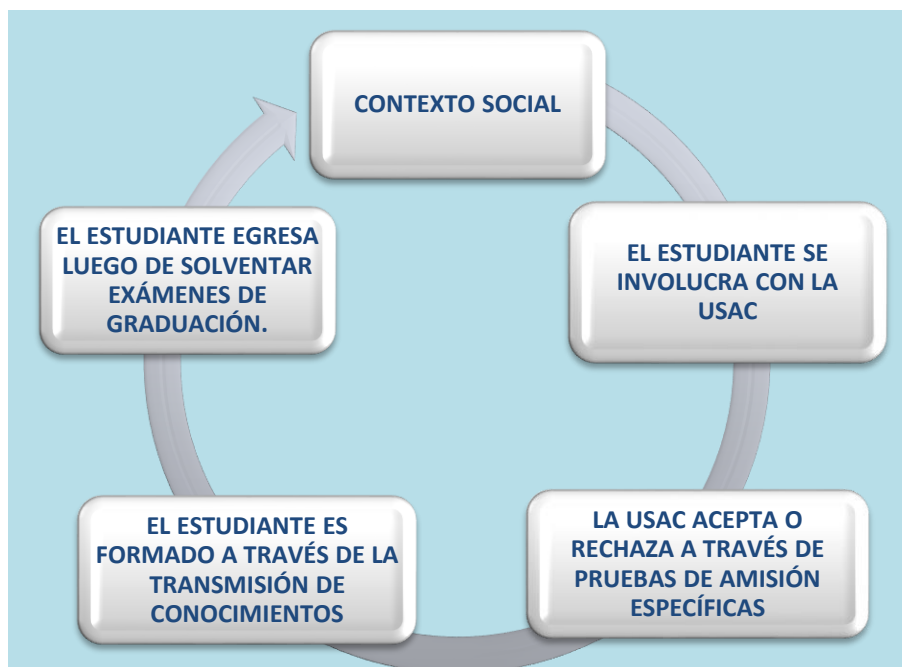 CONTEXTO SOCIAL
EL ESTUDIANTE SE
INVOLUCRA CON LA
USAC
LA USAC ACEPTA O
RECHAZA A TRAVÉS DE
PRUEBAS DE AMISIÓN
ESPECÍFICAS
EL ESTUDIANTE ES
FORMADO A TRAVÉS DE LA
TRANSMISIÓN DE
CONOCIMIENTOS
EL ESTUDIANTE EGRESA
LUEGO DE SOLVENTAR
EXÁMENES DE
GRADUACIÓN.